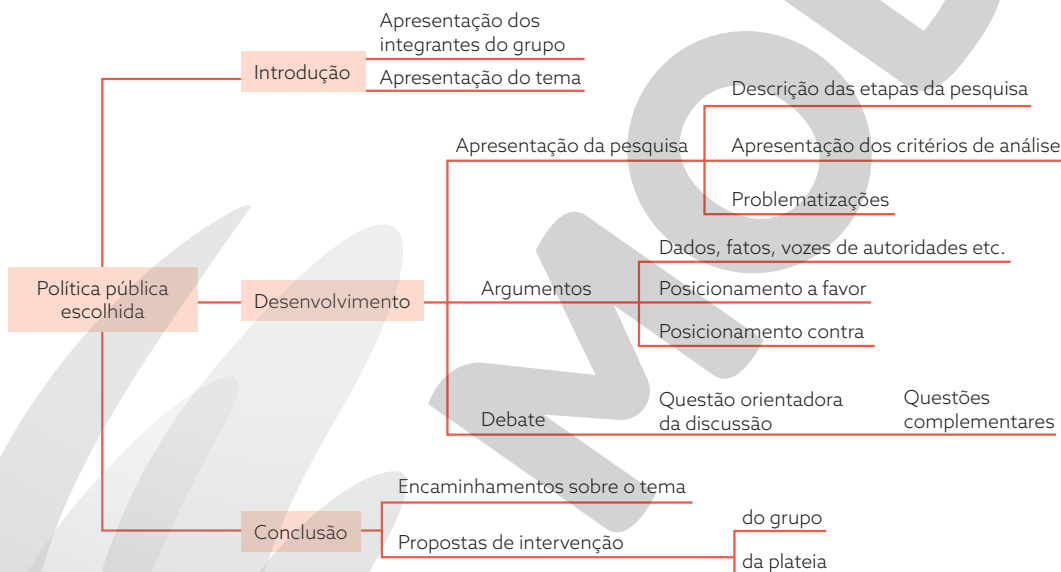 Apresentação dos
integrantes do grupo
Introdução
Apresentação do tema
Descrição das etapas da pesquisa
Apresentação da pesquisa
Apresentação dos critérios de análise
Problematizações
Dados, fatos, vozes de autoridades etc.
Política pública
escolhida
Desenvolvimento
Argumentos
Posicionamento a favor
Posicionamento contra
Debate
Questão orientadora
da discussão
Questões
complementares
Encaminhamentos sobre o tema
Conclusão
Propostas de intervenção
do grupo
da plateia